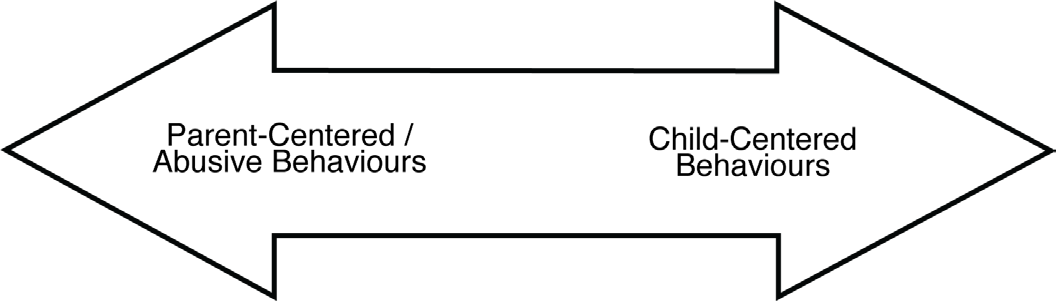 Parent-Centered /
Abusive Behaviours
Child-Centered
Behaviours